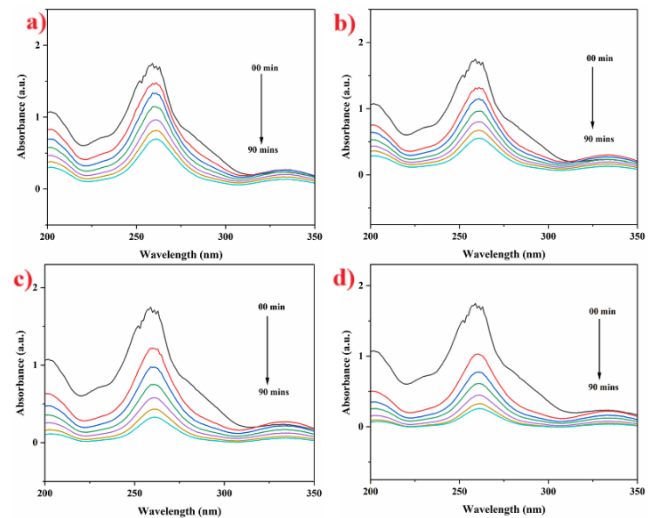 a)
2
1
0
Absorbance (a.u.)
00 min
90 mins
200 250 300 350
Wavelength (nm)
b)
2
1
0
Absorbance (a.u.)
00 min
90 mins
200 250 300 350
Wavelength (nm)
c)
2
1
0
Absorbance (a.u.)
00 min
90 mins
200 250 300 350
Wavelength (nm)
d)
2
1
0
Absorbance (a.u.)
00 min
90 mins
200 250 300 350
Wavelength (nm)